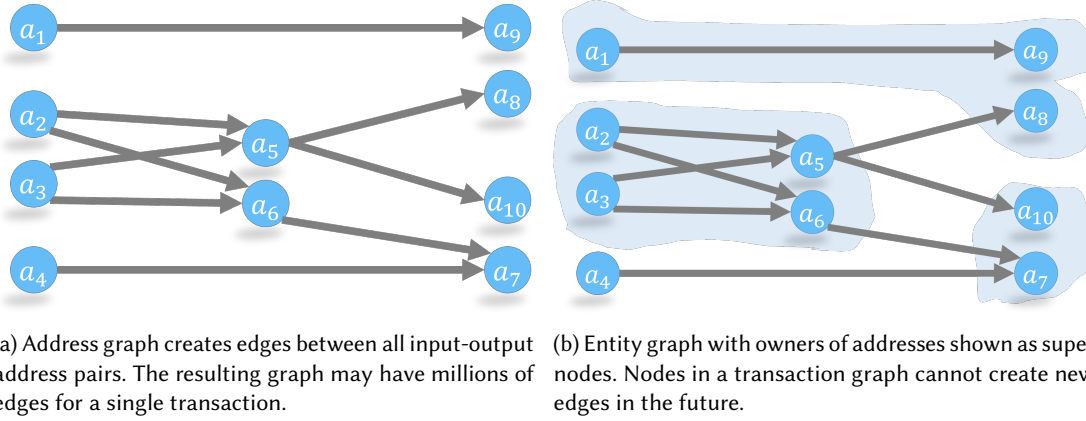 a1
a9
a2
a8
a5
a3
a6
a10
a4
a7
a1
a9
a8
a2
a5
a3
a6
a10
a4
a7
a) Address graph creates edges between all input-output
address pairs. The resulting graph may have millions of
edges for a single transaction.
(b) Entity graph with owners of addresses shown as supe
nodes. Nodes in a transaction graph cannot create new
edges in the future.